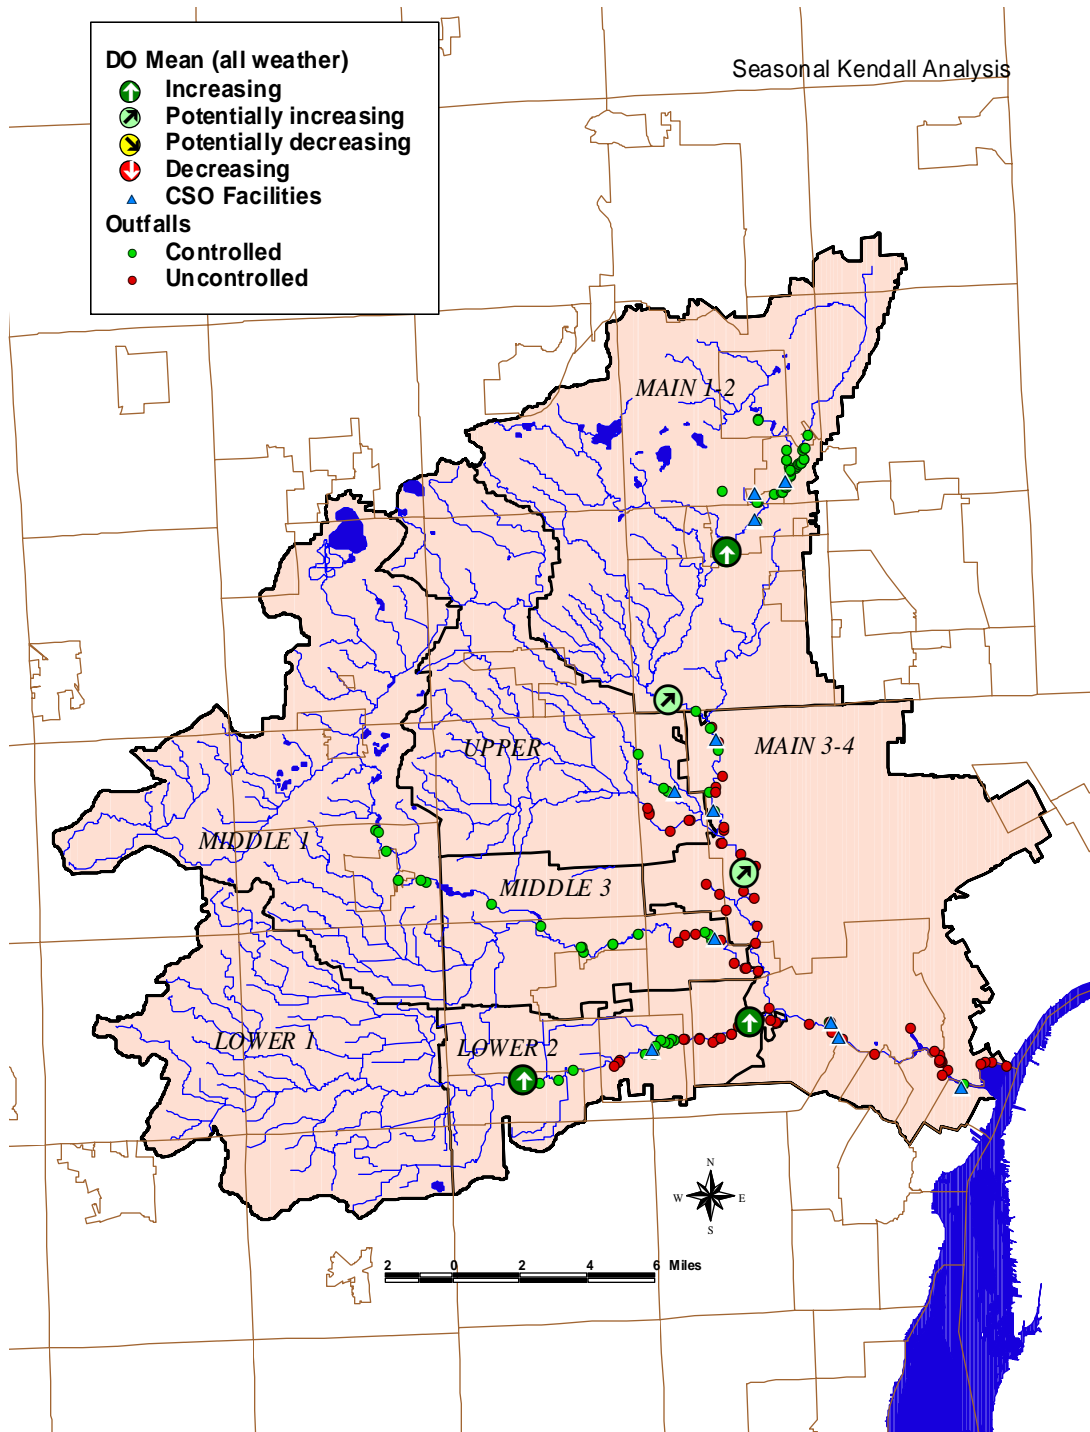 DO Mean (all weather)
Increasing
Potentially increasing
Potentially decreasing
Decreasing
CSO Facilities
Outfalls
Controlled
Uncontrolled
Seasonal Kendall Analysis
MAIN 1-2
UPPER
MAIN 3-4
MIDDLE 1
MIDDLE 3
LOWER 1
LOWER 2
N
W E
S
2 0 2 4 6 Miles